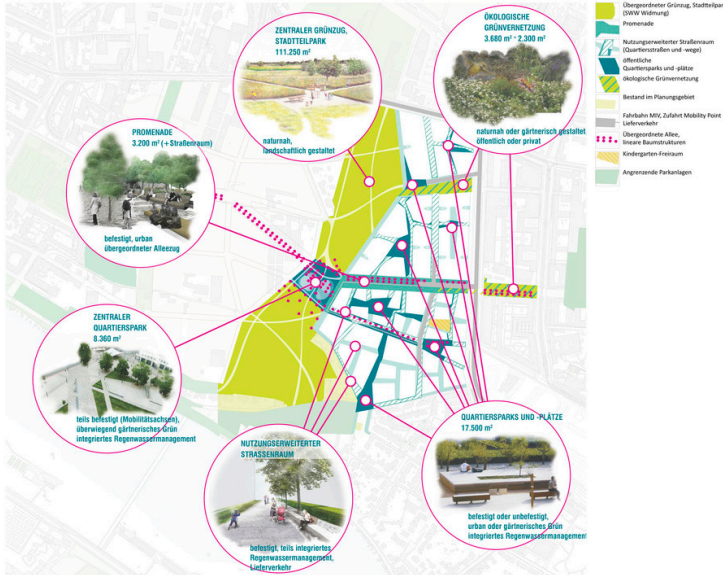 ZENTRALER GRÜNZUG,
STADTTEILPARK
111.250 m²
naturnah,
landschaftlich gestaltet
ÖKOLOGISCHE
GRÜNVERNETZUNG
3.680 m² + 2.300 m²
naturnah oder gärtnerisch gestaltet
öffentlich oder privat
PROMENADE
3.200 m² (+ Straßenraum)
befestigt, urban
übergeordneter Alleezug
ZENTRALER
QUARTIERSPARK
8.360 m²
teils befestigt (Mobilitätsachsen),
überwiegend gärtnerisches Grün
integriertes Regenwassermanagement
NUTZUNGSERWEITERTER
STRASSENRAUM
befestigt, teils integriertes
Regenwassermanagement,
Lieferverkehr
QUARTIERSPARKS UND -PLÄTZE
17.500 m²
befestigt oder unbefestigt,
urban oder gärtnerisches Grün
integriertes Regenwassermanagement
Übergeordneter Grünzug, Stadtteilpark
(SWW Widmung)
Promenade
Nutzungserweiterter Straßenraum
(Quartiersstraßen und -wege)
öffentliche
Quartiersparks und -plätze
ökologische Grünvernetzung
Bestand im Planungsgebiet
Fahrbahn MIV, Zufahrt Mobility Point
Lieferverkehr
Übergeordnete Allee,
lineare Baumstrukturen
Kindergarten-Freiraum
Angrenzende Parkanlagen